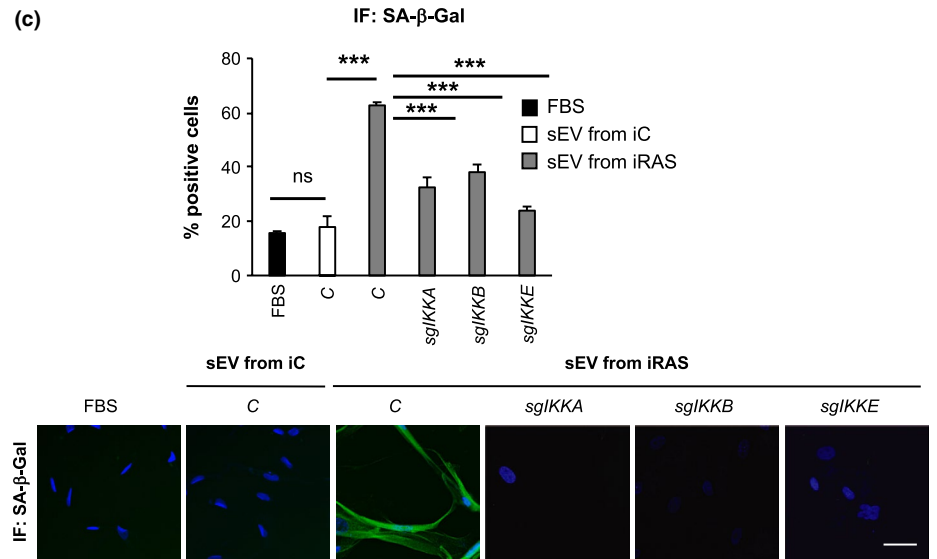 (c)
IF: SA-β-Gal
% positive cells
80
60
40
20
0
ns
***
***
***
***
FBS
sEV from iC
sEV from iRAS
FBS
C
C
sgIKKA
sgIKKB
sgIKKE
sEV from iC
sEV from iRAS
FBS
C
C
sgIKKA
sgIKKB
sgIKKE
IF: SA-β-Gal